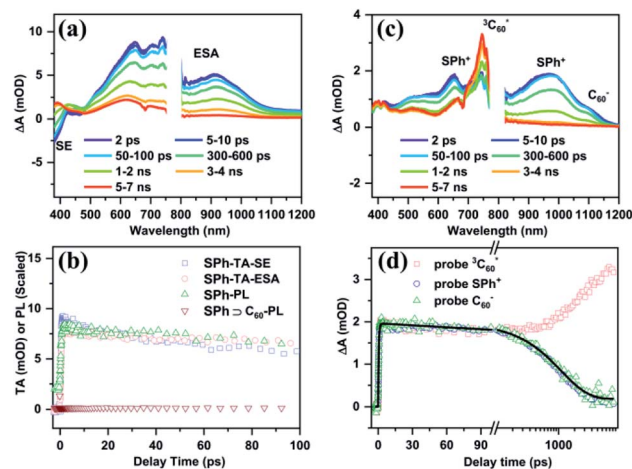 (a)
ESA
SE
2 ps
5-10 ps
50-100 ps
300-600 ps
1-2 ns
3-4 ns
5-7 ns
ΔA (mOD)
10
5
0
-5
400 500 600 700 800 900 1000 1100 1200
Wavelength (nm)
(c)
³C₆₀*
SPh⁺
SPh⁺
C₆₀⁻
2 ps
5-10 ps
50-100 ps
300-600 ps
1-2 ns
3-4 ns
5-7 ns
ΔA (mOD)
4
2
0
-2
400 500 600 700 800 900 1000 1100 1200
Wavelength (nm)
(b)
SPh-TA-SE
SPh-TA-ESA
SPh-PL
SPh ⊃ C₆₀-PL
TA (mOD) or PL (Scaled)
15
10
5
0
0 20 40 60 80 100
Delay Time (ps)
(d)
probe ³C₆₀*
probe SPh⁺
probe C₆₀⁻
ΔA (mOD)
4
2
0
0 30 60 90 1000
Delay Time (ps)